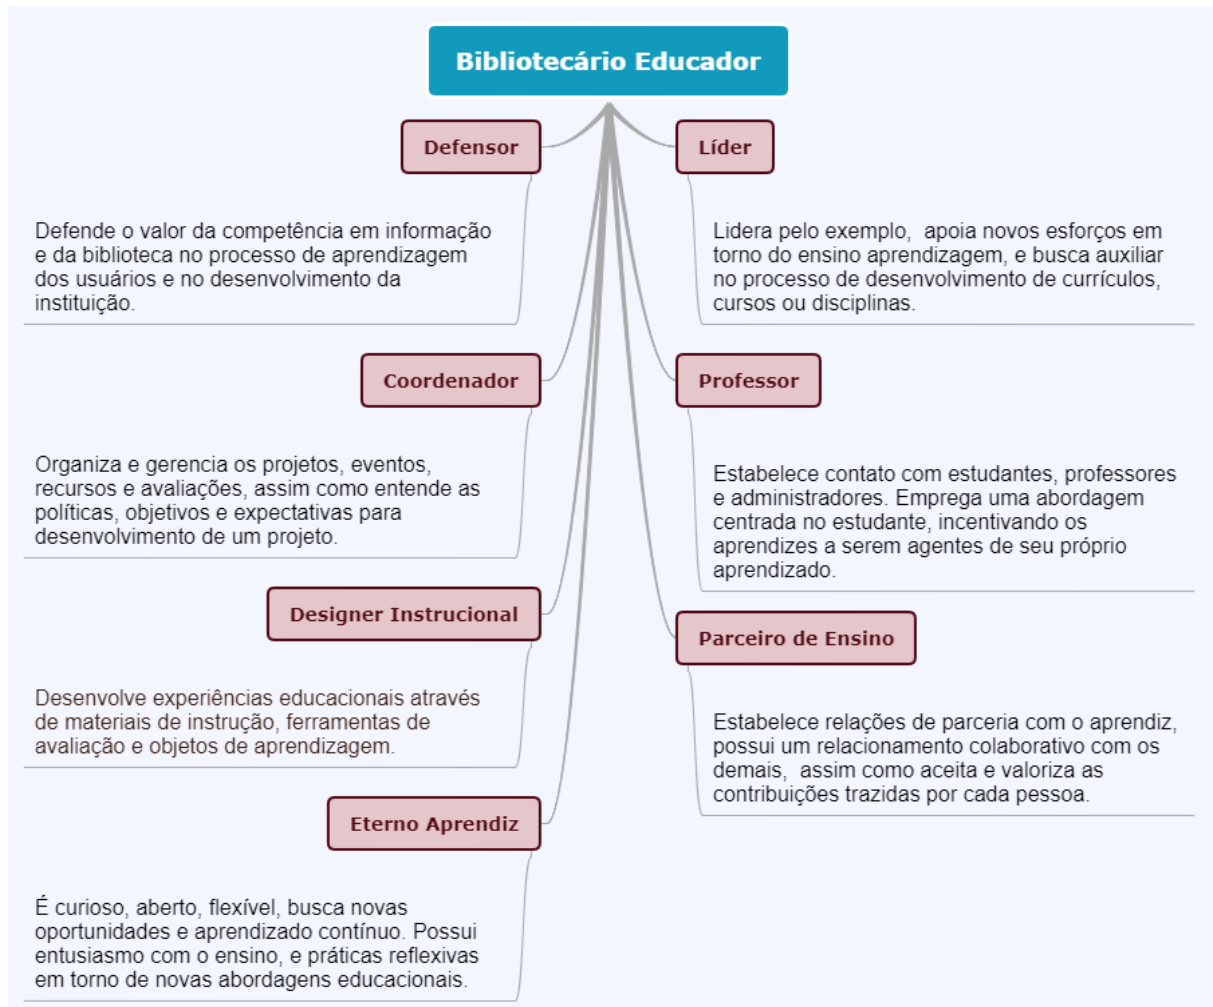 Bibliotecário Educador
Defensor
Defende o valor da competência em informação
e da biblioteca no processo de aprendizagem
dos usuários e no desenvolvimento da
instituição.
Líder
Lidera pelo exemplo,  apoia novos esforços em
torno do ensino aprendizagem, e busca auxiliar
no processo de desenvolvimento de currículos,
cursos ou disciplinas.
Coordenador
Organiza e gerencia os projetos, eventos,
recursos e avaliações, assim como entende as
políticas, objetivos e expectativas para
desenvolvimento de um projeto.
Professor
Estabelece contato com estudantes, professores
e administradores. Emprega uma abordagem
centrada no estudante, incentivando os
aprendizes a serem agentes de seu próprio
aprendizado.
Designer Instrucional
Desenvolve experiências educacionais através
de materiais de instrução, ferramentas de
avaliação e objetos de aprendizagem.
Parceiro de Ensino
Estabelece relações de parceria com o aprendiz,
possui um relacionamento colaborativo com os
demais,  assim como aceita e valoriza as
contribuições trazidas por cada pessoa.
Eterno Aprendiz
É curioso, aberto, flexível, busca novas
oportunidades e aprendizado contínuo. Possui
entusiasmo com o ensino, e práticas reflexivas
em torno de novas abordagens educacionais.